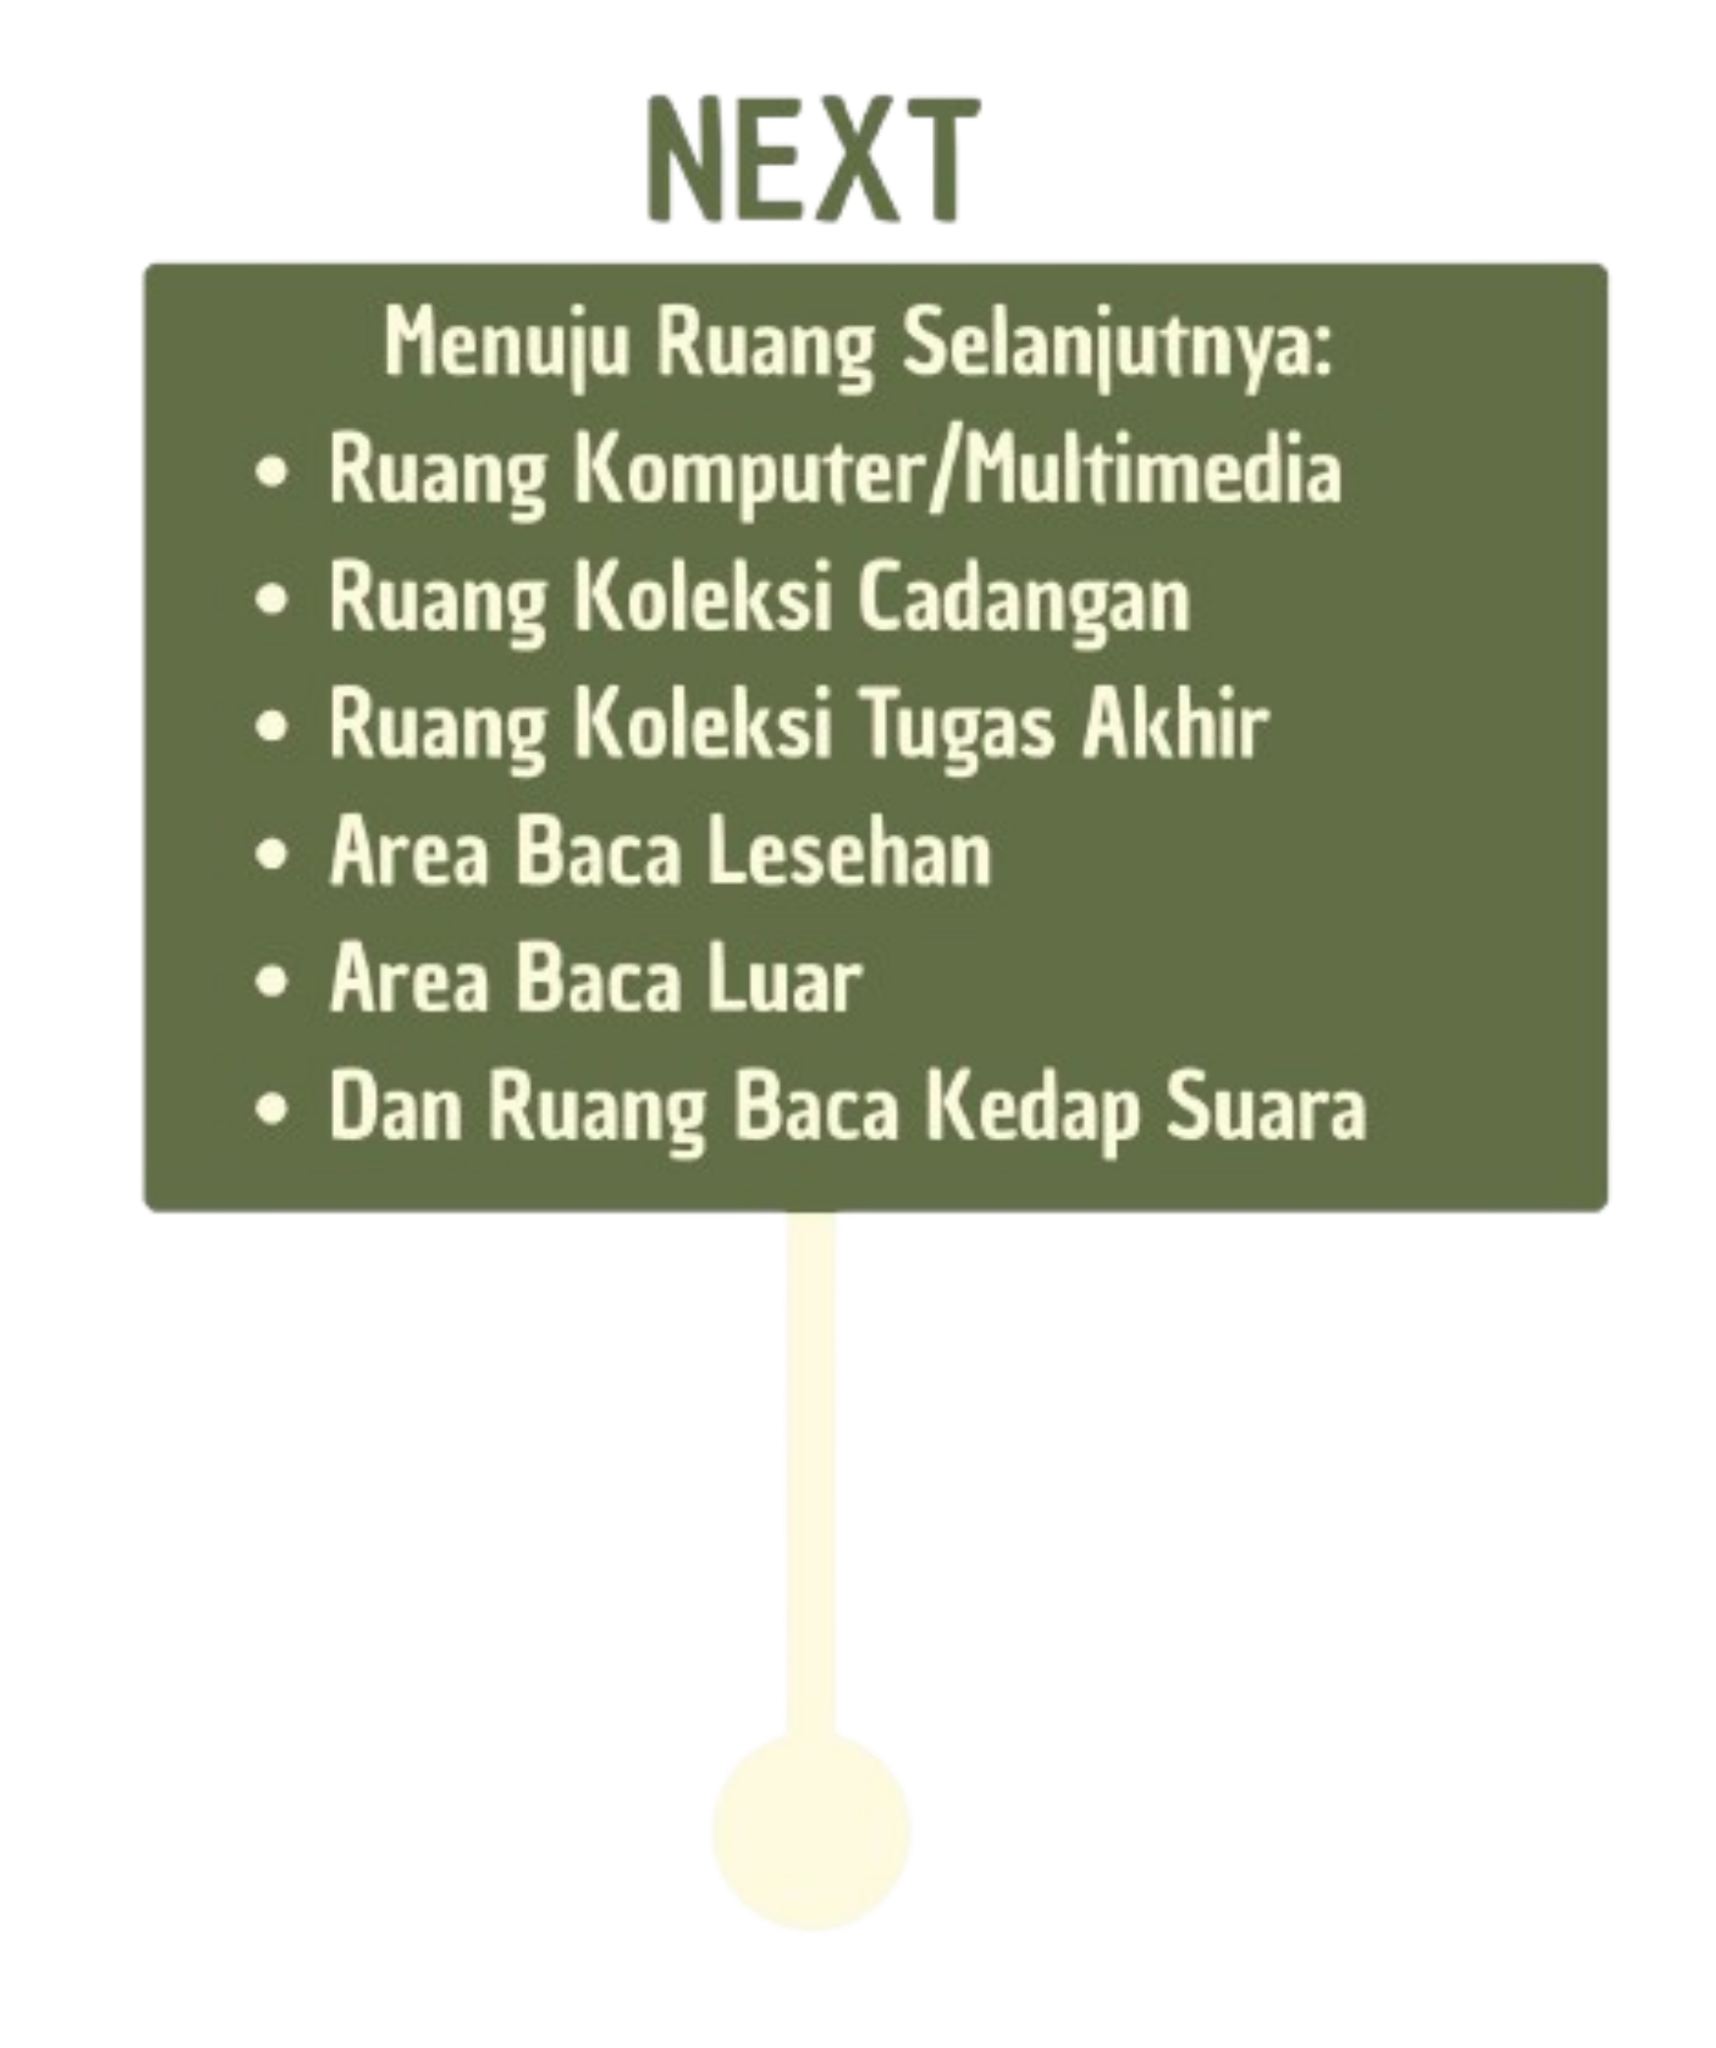 NEXT
Menuju Ruang Selanjutnya:
• Ruang Komputer/Multimedia
• Ruang Koleksi Cadangan
• Ruang Koleksi Tugas Akhir
• Area Baca Lesehan
• Area Baca Luar
• Dan Ruang Baca Kedap Suara